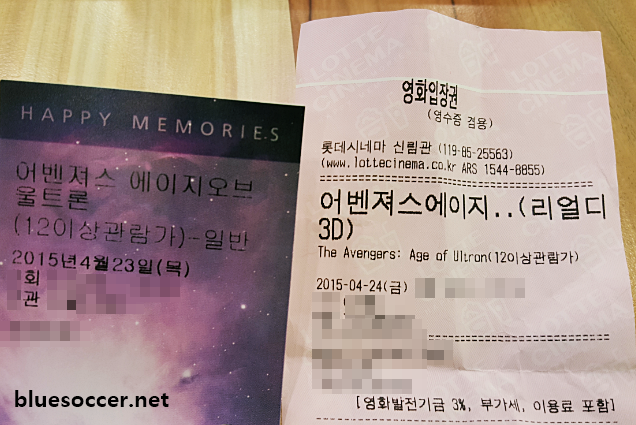 HAPPY MEMORIES
어벤져스 에이지오브
울트론
(12이상관람가)-일반
2015년4월23일(목)
회
관
bluesoccer.net
LOTTE
CINEMA
영화입장권
(영수증 겸용)
롯데시네마 신림관 (119-85-25563)
(www.lottecinema.co.kr ARS 1544-8855)
어벤져스에이지..(리얼디
3D)
The Avengers: Age of Ultron(12이상관람가)
2015-04-24(금)
[영화발전기금 3%, 부가세, 이용료 포함]